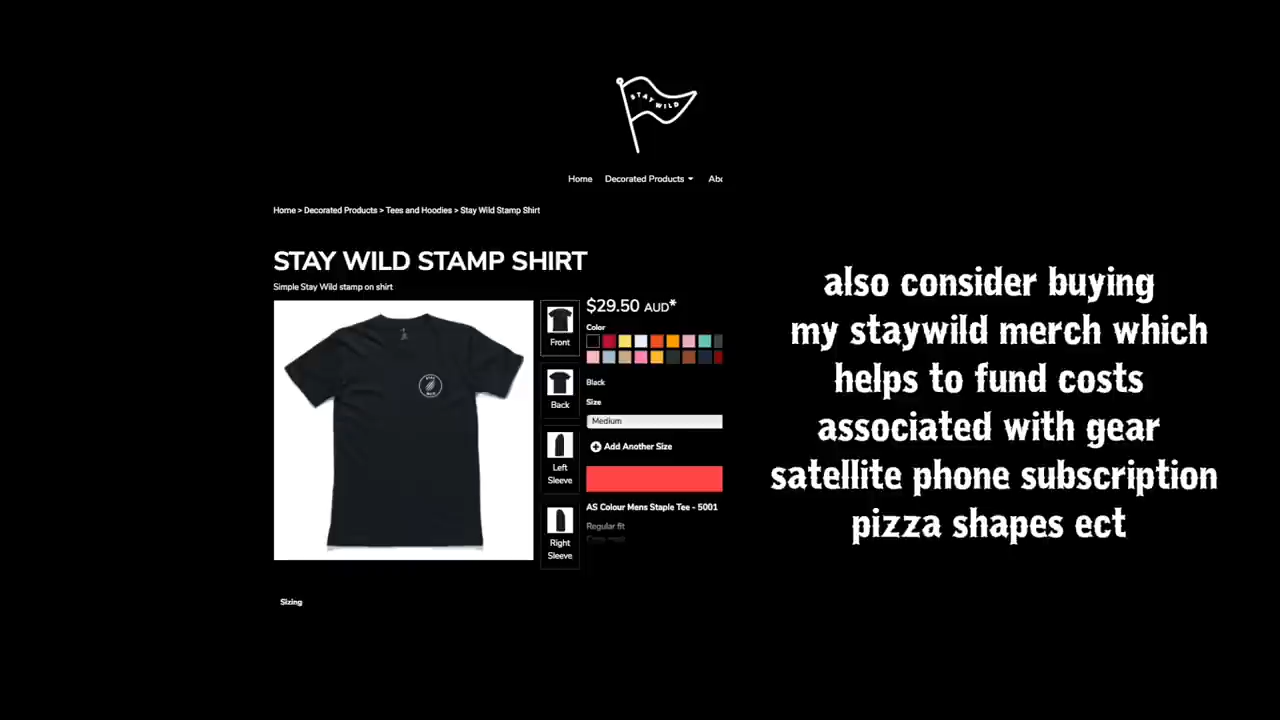 STAY WILD
Home Decorated Products
Home > Decorated Products > Tees and Hoodies > Stay Wild Stamp Shirt
STAY WILD STAMP SHIRT
Simple Stay Wild stamp on shirt
$29.50 AUD*
Color
Front
Black
Back
Size
Medium
Add Another Size
Left
Sleeve
AS Colour Mens Staple Tee - 5001
Regular fit
Right
Sleeve
Sizing
also consider buying
my staywild merch which
helps to fund costs
associated with gear
satellite phone subscription
pizza shapes ect